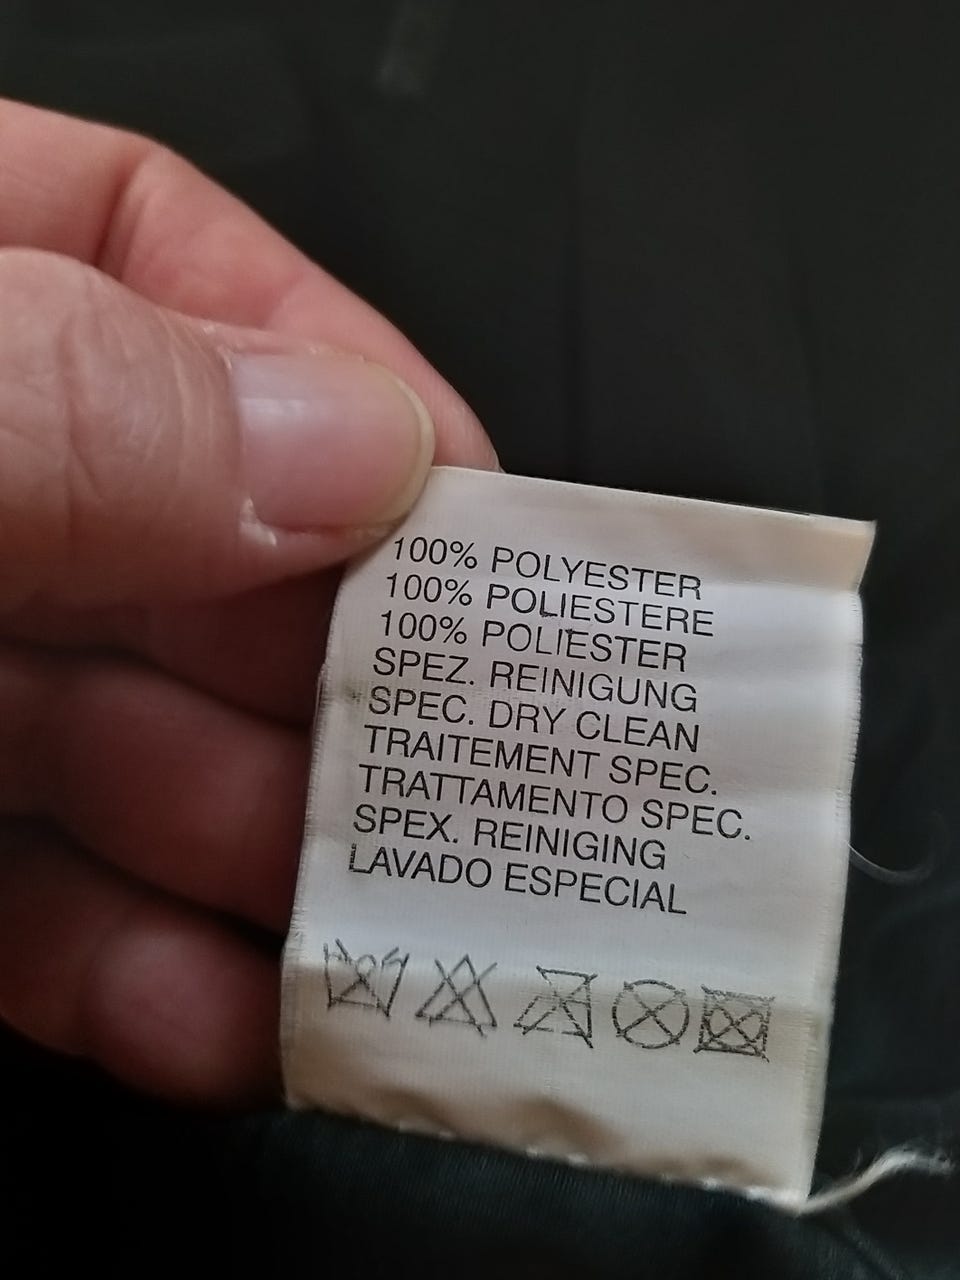 100% POLYESTER
100% POLIESTERE
100% POLIESTER
SPEZ. REINIGUNG
SPEC. DRY CLEAN
TRAITEMENT SPEC.
TRATTAMENTO SPEC.
SPEX. REINIGING
LAVADO ESPECIAL